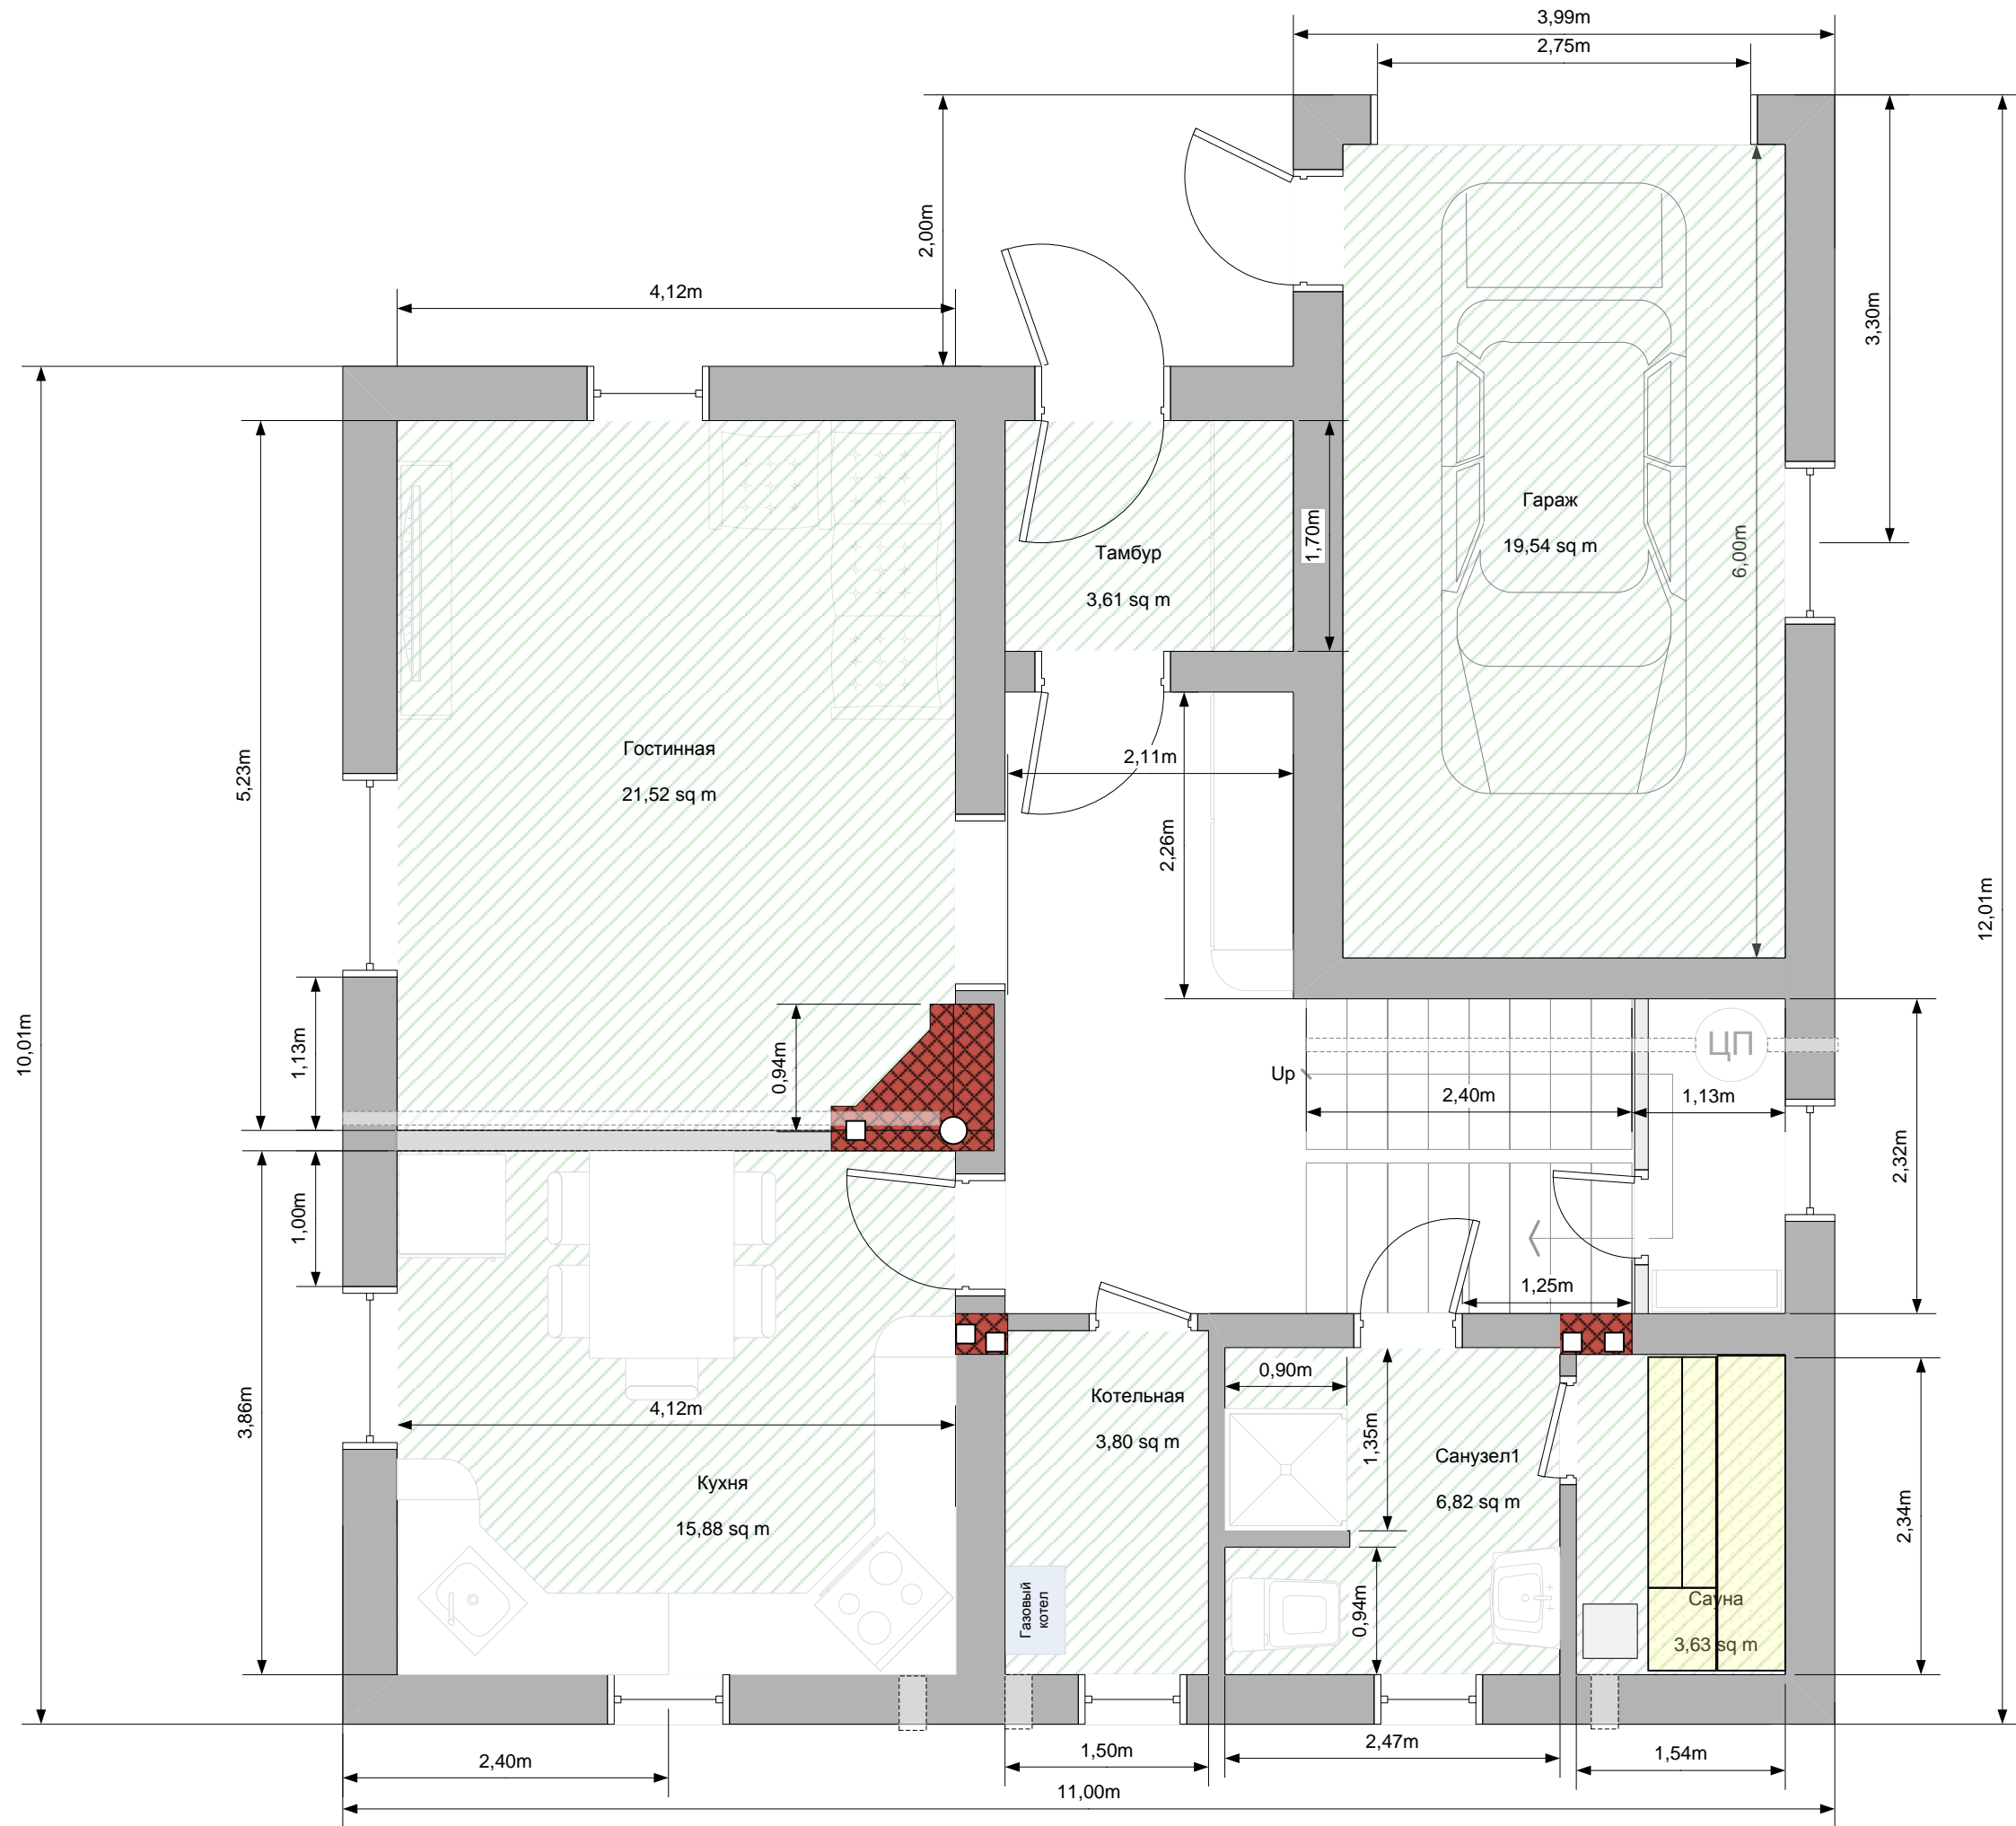 3,99m
2,75m
2,00m
4,12m
3,30m
Гараж
19,54 sq m
6,00m
Тамбур
3,61 sq m
1,70m
Гостинная
21,52 sq m
5,23m
2,11m
2,26m
12,01m
10,01m
1,13m
0,94m
ЦП
Up
2,40m
1,13m
2,32m
1,00m
1,25m
3,86m
4,12m
Кухня
15,88 sq m
Котельная
3,80 sq m
0,90m
1,35m
Санузел1
6,82 sq m
2,34m
Газовый
котел
0,94m
Сауна
3,63 sq m
2,40m
1,50m
2,47m
1,54m
11,00m